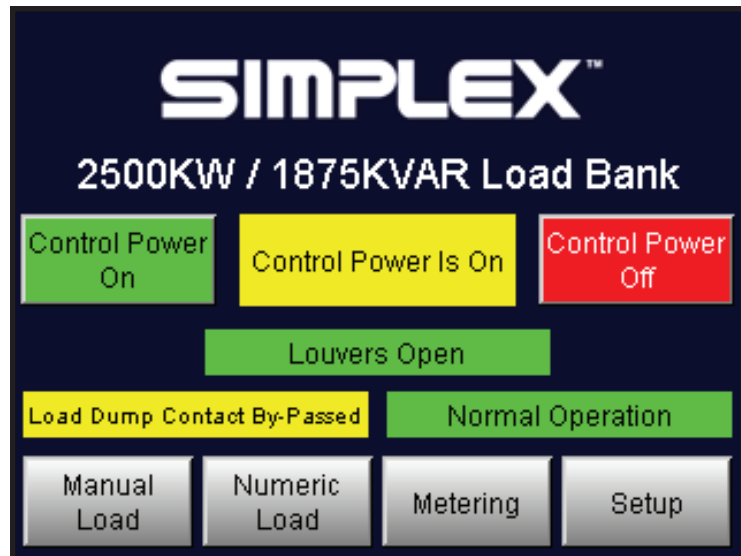 SIMPLEX™
2500KW / 1875KVAR Load Bank
Control Power
On
Control Power Is On
Control Power
Off
Louvers Open
Load Dump Contact By-Passed
Normal Operation
Manual
Load
Numeric
Load
Metering
Setup